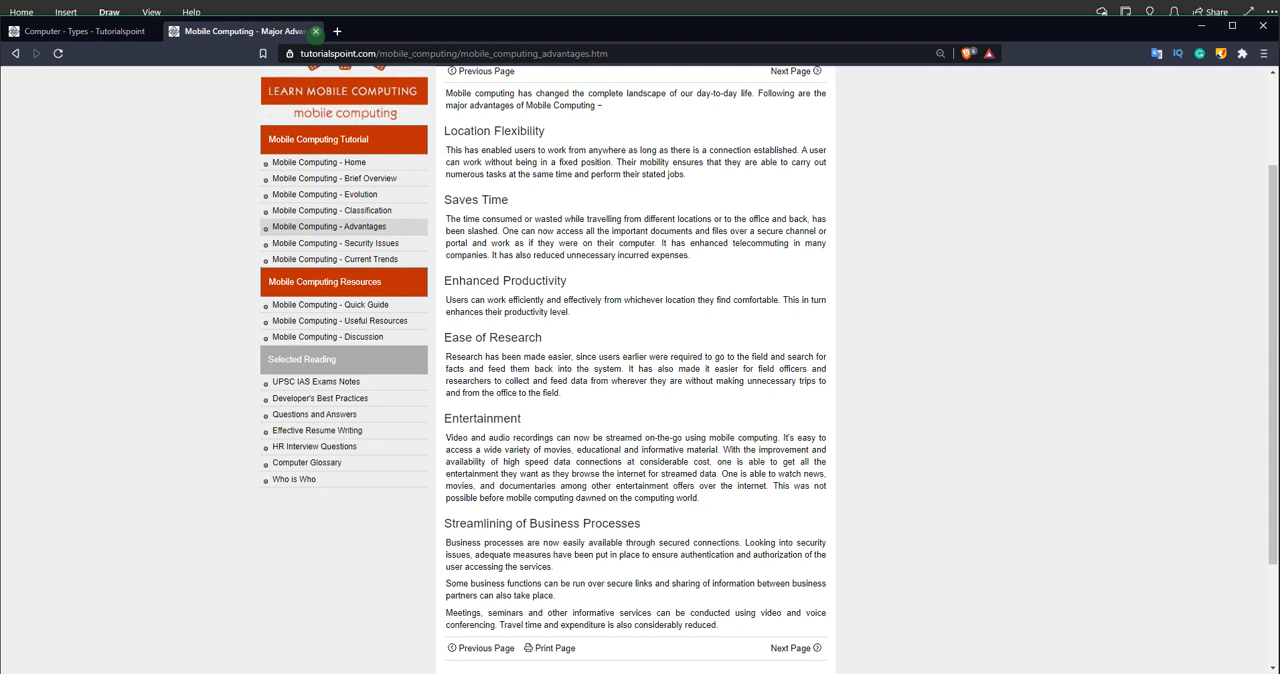 Home Insert Draw View Help Share
Computer - Types - Tutorialspoint Mobile Computing - Major Adva
tutorialspoint.com/mobile_computing/mobile_computing_advantages.htm
LEARN MOBILE COMPUTING
mobile computing
Mobile Computing Tutorial
Mobile Computing - Home
Mobile Computing - Brief Overview
Mobile Computing - Evolution
Mobile Computing - Classification
Mobile Computing - Advantages
Mobile Computing - Security Issues
Mobile Computing - Current Trends
Mobile Computing Resources
Mobile Computing - Quick Guide
Mobile Computing - Useful Resources
Mobile Computing - Discussion
Selected Reading
UPSC IAS Exams Notes
Developer's Best Practices
Questions and Answers
Effective Resume Writing
HR Interview Questions
Computer Glossary
Who is Who
Previous Page Next Page
Mobile computing has changed the complete landscape of our day-to-day life. Following are the
major advantages of Mobile Computing −
Location Flexibility
This has enabled users to work from anywhere as long as there is a connection established. A user
can work without being in a fixed position. Their mobility ensures that they are able to carry out
numerous tasks at the same time and perform their stated jobs.
Saves Time
The time consumed or wasted while travelling from different locations or to the office and back, has
been slashed. One can now access all the important documents and files over a secure channel or
portal and work as if they were on their computer. It has enhanced telecommuting in many
companies. It has also reduced unnecessary incurred expenses.
Enhanced Productivity
Users can work efficiently and effectively from whichever location they find comfortable. This in turn
enhances their productivity level.
Ease of Research
Research has been made easier, since users earlier were required to go to the field and search for
facts and feed them back into the system. It has also made it easier for field officers and
researchers to collect and feed data from wherever they are without making unnecessary trips to
and from the office to the field.
Entertainment
Video and audio recordings can now be streamed on-the-go using mobile computing. It's easy to
access a wide variety of movies, educational and informative material. With the improvement and
availability of high speed data connections at considerable cost, one is able to get all the
entertainment they want as they browse the internet for streamed data. One is able to watch news,
movies, and documentaries among other entertainment offers over the internet. This was not
possible before mobile computing dawned on the computing world.
Streamlining of Business Processes
Business processes are now easily available through secured connections. Looking into security
issues, adequate measures have been put in place to ensure authentication and authorization of the
user accessing the services.
Some business functions can be run over secure links and sharing of information between business
partners can also take place.
Meetings, seminars and other informative services can be conducted using video and voice
conferencing. Travel time and expenditure is also considerably reduced.
Previous Page Print Page Next Page